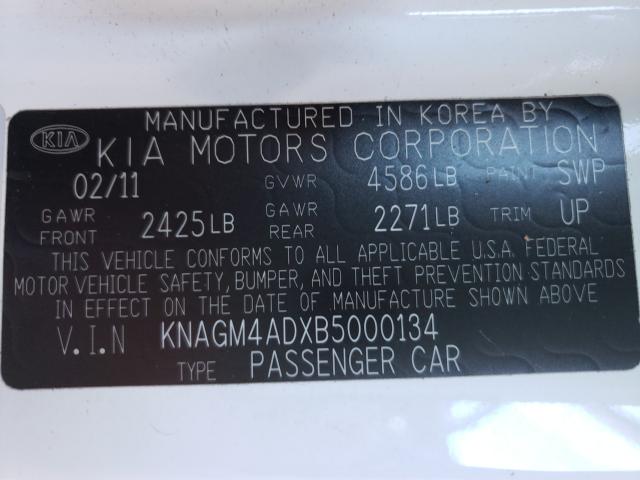 MANUFACTURED IN KOREA BY
KIA KIA MOTORS CORPORATION
02/11 GVWR 4586LB PAINT SWP
GAWR FRONT 2425LB GAWR REAR 2271LB TRIM UP
THIS VEHICLE CONFORMS TO ALL APPLICABLE U.S.A. FEDERAL
MOTOR VEHICLE SAFETY, BUMPER, AND THEFT PREVENTION STANDARDS
IN EFFECT ON THE DATE OF MANUFACTURE SHOWN ABOVE
V.I.N KNAGM4ADXB5000134
TYPE PASSENGER CAR